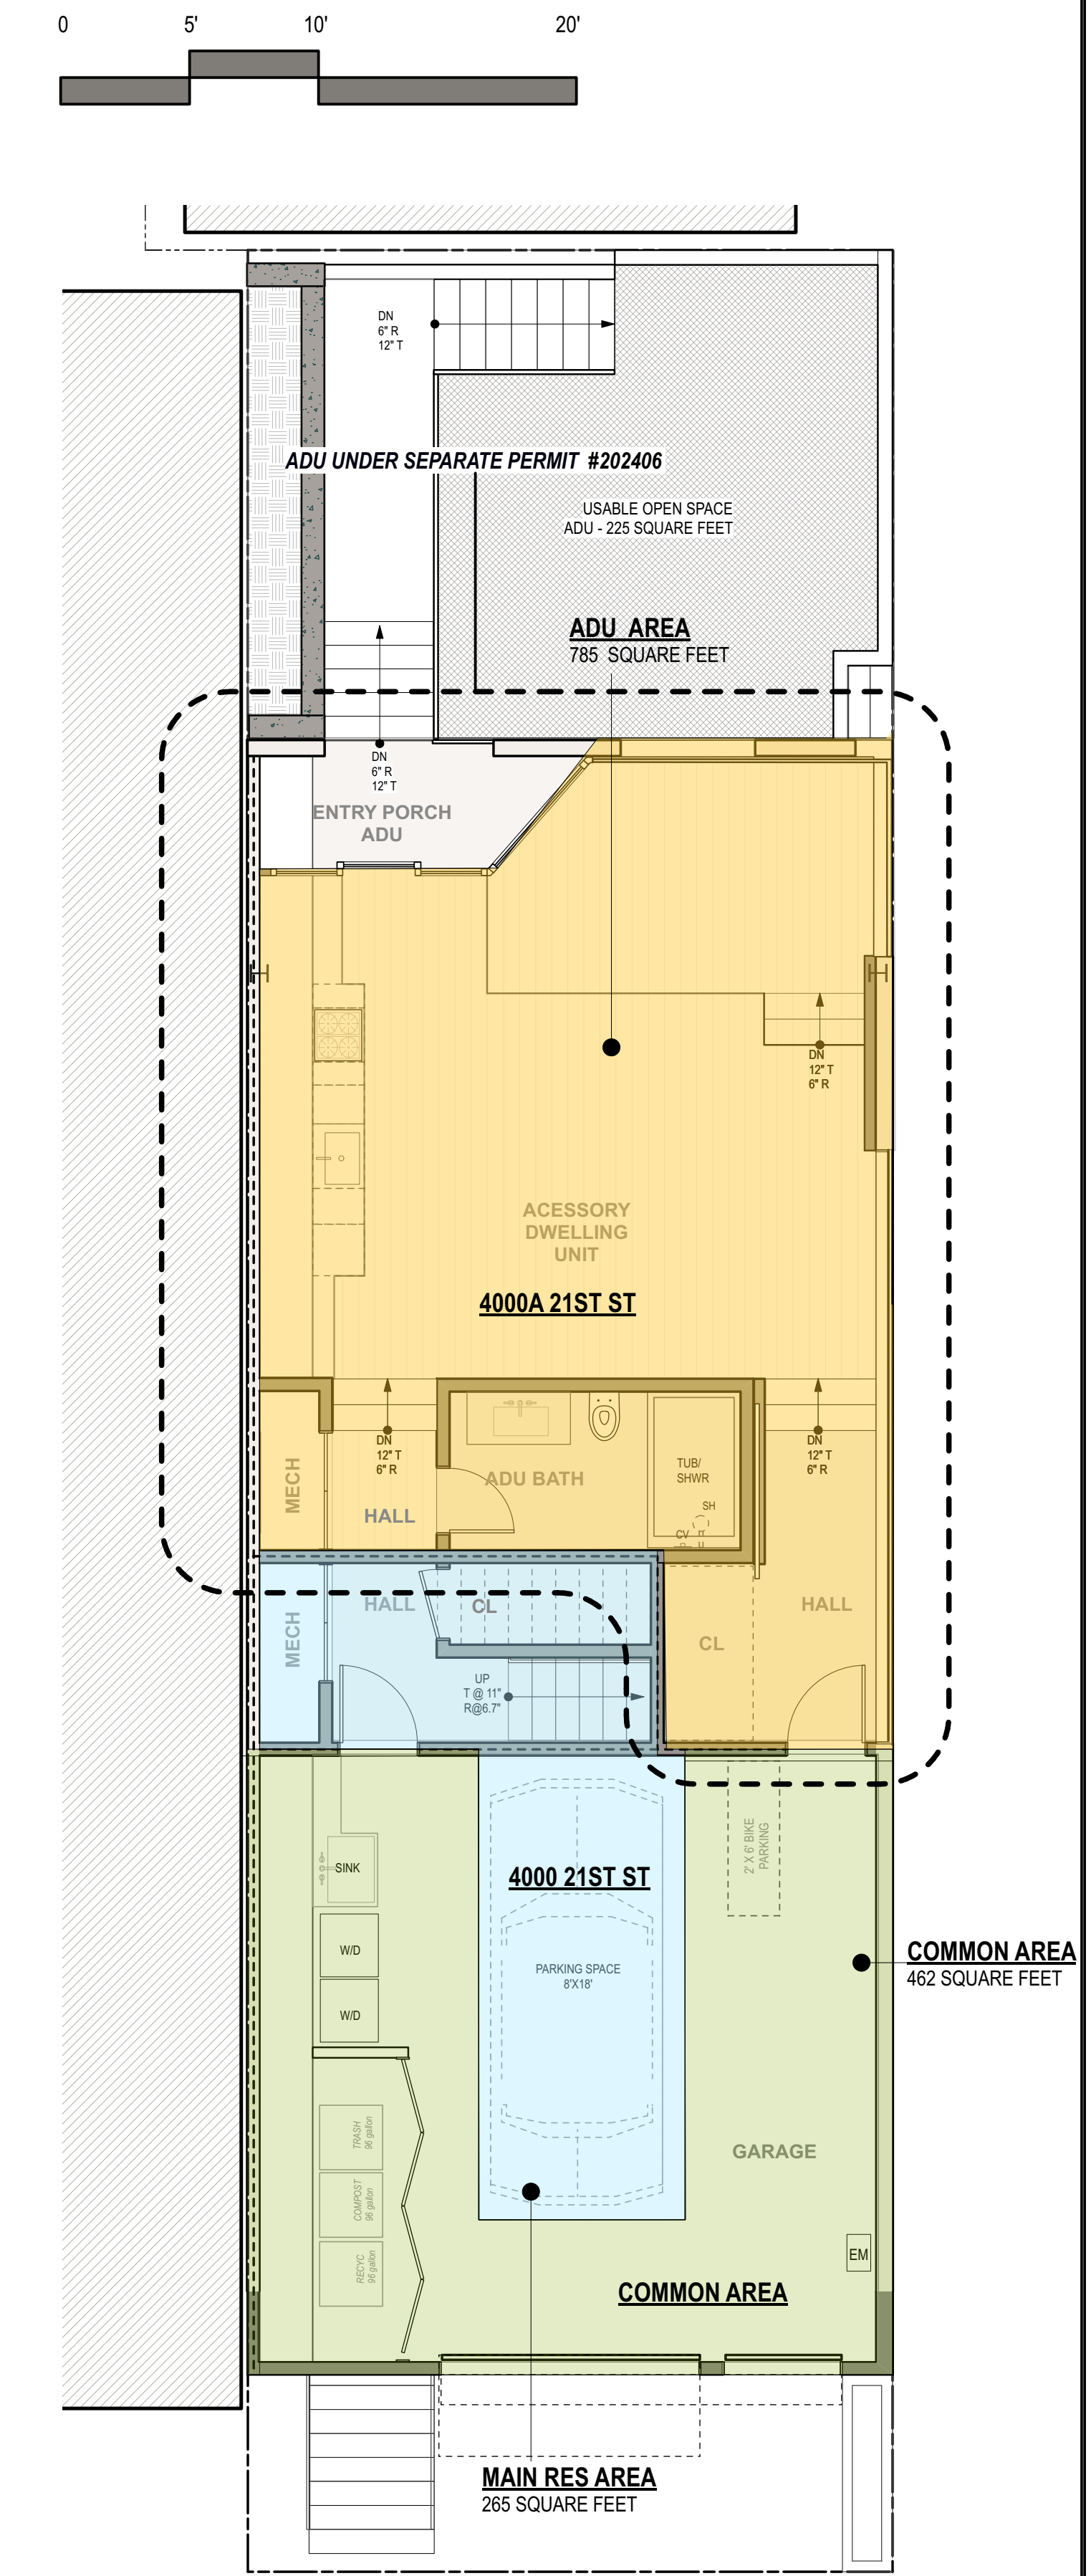 0 5' 10' 20'
DN
6" R
12" T
ADU UNDER SEPARATE PERMIT #202406
USABLE OPEN SPACE
ADU - 225 SQUARE FEET
ADU AREA
785 SQUARE FEET
DN
6" R
12" T
ENTRY PORCH
ADU
DN
12" T
6" R
ACESSORY
DWELLING
UNIT
4000A 21ST ST
DN
12" T
6" R
DN
12" T
6" R
MECH
HALL
ADU BATH
TUB/
SHWR
SH
CV
MECH
HALL
CL
HALL
CL
UP
T @ 11"
R@6.7"
2' X 6' BIKE
PARKING
SINK
4000 21ST ST
W/D
W/D
PARKING SPACE
8'X18'
COMMON AREA
462 SQUARE FEET
TRASH
96 gallon
COMPOST
96 gallon
RECYC
96 gallon
GARAGE
EM
COMMON AREA
MAIN RES AREA
265 SQUARE FEET